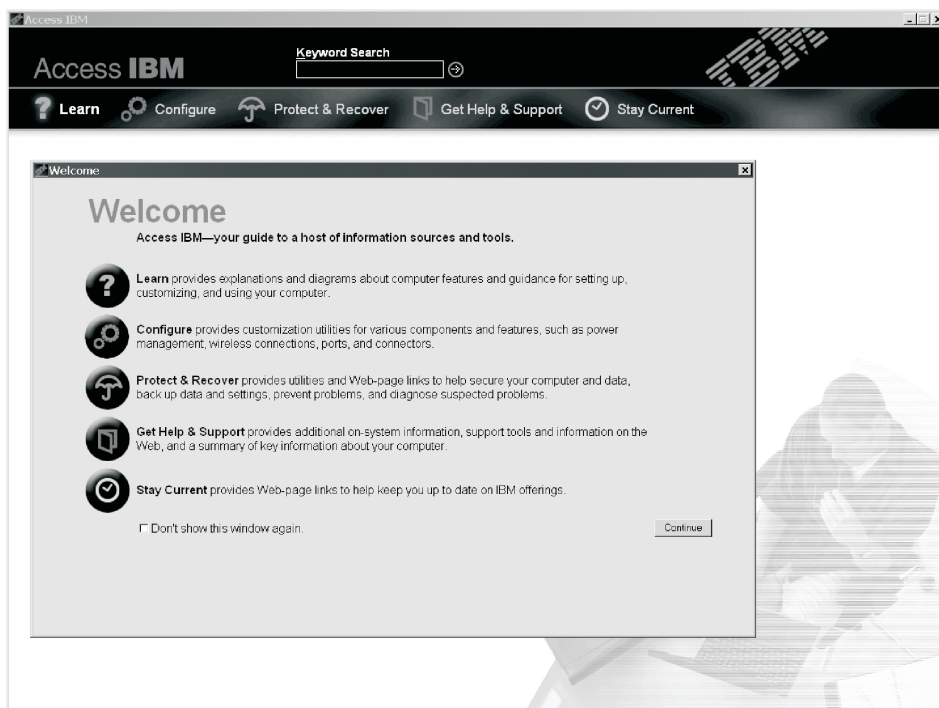 Access IBM
Access IBM
Keyword Search
IBM
Learn
Configure
Protect & Recover
Get Help & Support
Stay Current
Welcome
Welcome
Access IBM—your guide to a host of information sources and tools.
Learn provides explanations and diagrams about computer features and guidance for setting up,
customizing, and using your computer.
Configure provides customization utilities for various components and features, such as power
management, wireless connections, ports, and connectors.
Protect & Recover provides utilities and Web-page links to help secure your computer and data,
back up data and settings, prevent problems, and diagnose suspected problems.
Get Help & Support provides additional on-system information, support tools and information on the
Web, and a summary of key information about your computer.
Stay Current provides Web-page links to help keep you up to date on IBM offerings.
Don't show this window again.
Continue